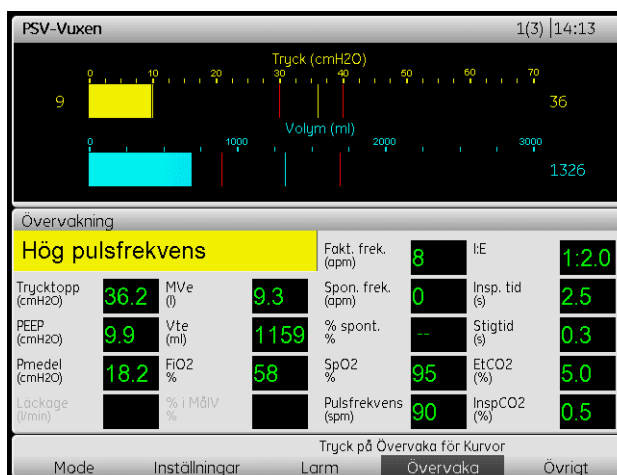 PSV-Vuxen 1(3) |14:13
Tryck (cmH2O)
0 10 20 30 40 50 60 70
9 36
Volym (ml)
0 1000 2000 3000
1326
Övervakning
Hög pulsfrekvens
Fakt. frek. (apm) 8 I:E 1:2.0
Trycktopp (cmH2O) 36.2 MVe (l) 9.3 Spon. frek. (apm) 0 Insp. tid (s) 2.5
PEEP (cmH2O) 9.9 Vte (ml) 1159 % spont. % -- Stigtid (s) 0.3
Pmedel (cmH2O) 18.2 FiO2 % 58 SpO2 % 95 EtCO2 (%) 5.0
Läckage (l/min) % i MålV % Pulsfrekvens (spm) 90 InspCO2 (%) 0.5
Tryck på Övervaka för Kurvor
Mode Inställningar Larm Övervaka Övrigt